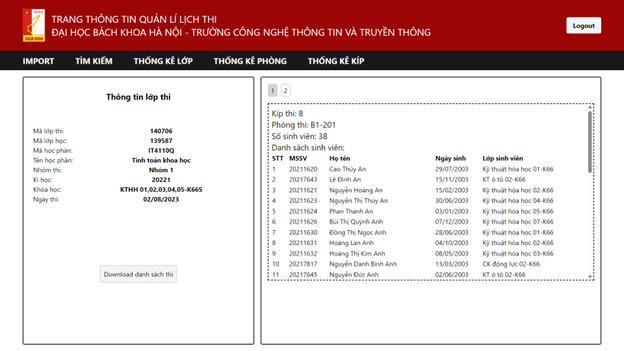 TRANG THÔNG TIN QUẢN LÍ LỊCH THI
ĐẠI HỌC BÁCH KHOA HÀ NỘI - TRƯỜNG CÔNG NGHỆ THÔNG TIN VÀ TRUYỀN THÔNG
Logout
IMPORT TÌM KIẾM THỐNG KÊ LỚP THỐNG KÊ PHÒNG THỐNG KÊ KÍP
Thông tin lớp thi
Mã lớp thi: 140706
Mã lớp học: 139587
Mã học phần: IT4110Q
Tên học phần: Tính toán khoa học
Nhóm thi: Nhóm 1
Kì học: 20221
Khóa học: KTHH 01,02,03,04,05-K66S
Ngày thi: 02/08/2023
Download danh sách thi
1 2
Kíp thi: 8
Phòng thi: B1-201
Số sinh viên: 38
Danh sách sinh viên:
STT MSSV Họ tên Ngày sinh Lớp sinh viên
1 20211620 Cao Thúy An 29/07/2003 Kỹ thuật hóa học 01-K66
2 20217643 Lê Đình An 15/11/2003 KT ô tô 02-K66
3 20211621 Nguyễn Hoàng An 15/02/2003 Kỹ thuật hóa học 02-K66
4 20211623 Nguyễn Thị Thúy An 30/06/2003 Kỹ thuật hóa học 04-K66
5 20211624 Phan Thanh An 03/01/2003 Kỹ thuật hóa học 05-K66
6 20211626 Bùi Thị Quỳnh Anh 07/12/2003 Kỹ thuật hóa học 07-K66
7 20211630 Đồng Thị Ngọc Anh 28/06/2003 Kỹ thuật hóa học 01-K66
8 20211631 Hoàng Lan Anh 04/10/2003 Kỹ thuật hóa học 02-K66
9 20211632 Hoàng Thị Kim Anh 08/05/2003 Kỹ thuật hóa học 03-K66
10 20217817 Nguyễn Danh Bình Anh 13/03/2003 CK động lực 02-K66
11 20217645 Nguyễn Đức Anh 02/06/2003 KT ô tô 02-K66